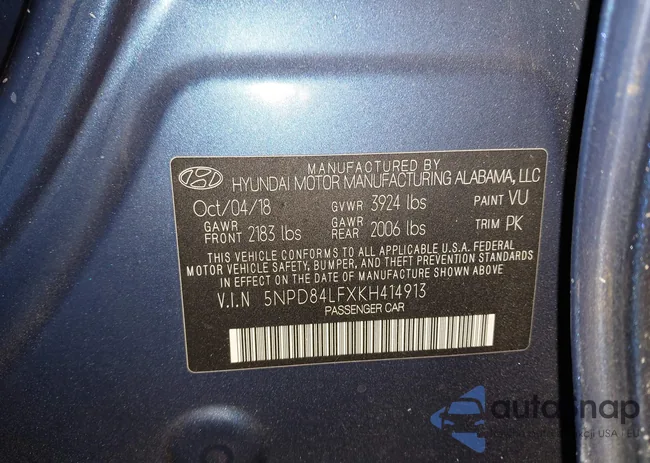 MANUFACTURED BY
HYUNDAI MOTOR MANUFACTURING ALABAMA, LLC
Oct/04/18 GVWR 3924 lbs PAINT VU
GAWR FRONT 2183 lbs GAWR REAR 2006 lbs TRIM PK
THIS VEHICLE CONFORMS TO ALL APPLICABLE U.S.A. FEDERAL
MOTOR VEHICLE SAFETY, BUMPER, AND THEFT PREVENTION
STANDARDS IN EFFECT ON THE DATE OF MANUFACTURE SHOWN ABOVE
V.I.N 5NPD84LFXKH414913
PASSENGER CAR
autosnap
USA - EU